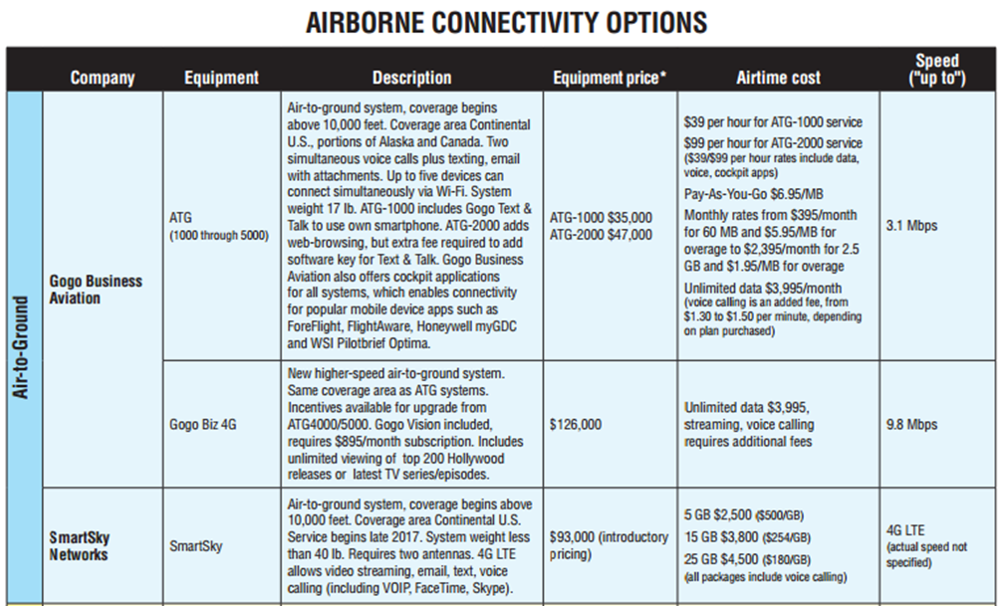 AIRBORNE CONNECTIVITY OPTIONS
Company
Equipment
Description
Equipment price*
Airtime cost
Speed
("up to")
Air-to-Ground
Gogo Business
Aviation
ATG
(1000 through 5000)
Air-to-ground system, coverage begins
above 10,000 feet. Coverage area Continental
U.S., portions of Alaska and Canada. Two
simultaneous voice calls plus texting, email
with attachments. Up to five devices can
connect simultaneously via Wi-Fi. System
weight 17 lb. ATG-1000 includes Gogo Text &
Talk to use own smartphone. ATG-2000 adds
web-browsing, but extra fee required to add
software key for Text & Talk. Gogo Business
Aviation also offers cockpit applications
for all systems, which enables connectivity
for popular mobile device apps such as
ForeFlight, FlightAware, Honeywell myGDC
and WSI Pilotbrief Optima.
ATG-1000 $35,000
ATG-2000 $47,000
$39 per hour for ATG-1000 service
$99 per hour for ATG-2000 service
($39/$99 per hour rates include data,
voice, cockpit apps)
Pay-As-You-Go $6.95/MB
Monthly rates from $395/month
for 60 MB and $5.95/MB for
overage to $2,395/month for 2.5
GB and $1.95/MB for overage
Unlimited data $3,995/month
(voice calling is an added fee, from
$1.30 to $1.50 per minute, depending
on plan purchased)
3.1 Mbps
Gogo Biz 4G
New higher-speed air-to-ground system.
Same coverage area as ATG systems.
Incentives available for upgrade from
ATG4000/5000. Gogo Vision included,
requires $895/month subscription. Includes
unlimited viewing of top 200 Hollywood
releases or latest TV series/episodes.
$126,000
Unlimited data $3,995,
streaming, voice calling
requires additional fees
9.8 Mbps
SmartSky
Networks
SmartSky
Air-to-ground system, coverage begins above
10,000 feet. Coverage area Continental U.S.
Service begins late 2017. System weight less
than 40 lb. Requires two antennas. 4G LTE
allows video streaming, email, text, voice
calling (including VOIP, FaceTime, Skype).
$93,000 (introductory
pricing)
5 GB $2,500 ($500/GB)
15 GB $3,800 ($254/GB)
25 GB $4,500 ($180/GB)
(all packages include voice calling)
4G LTE
(actual speed not
specified)